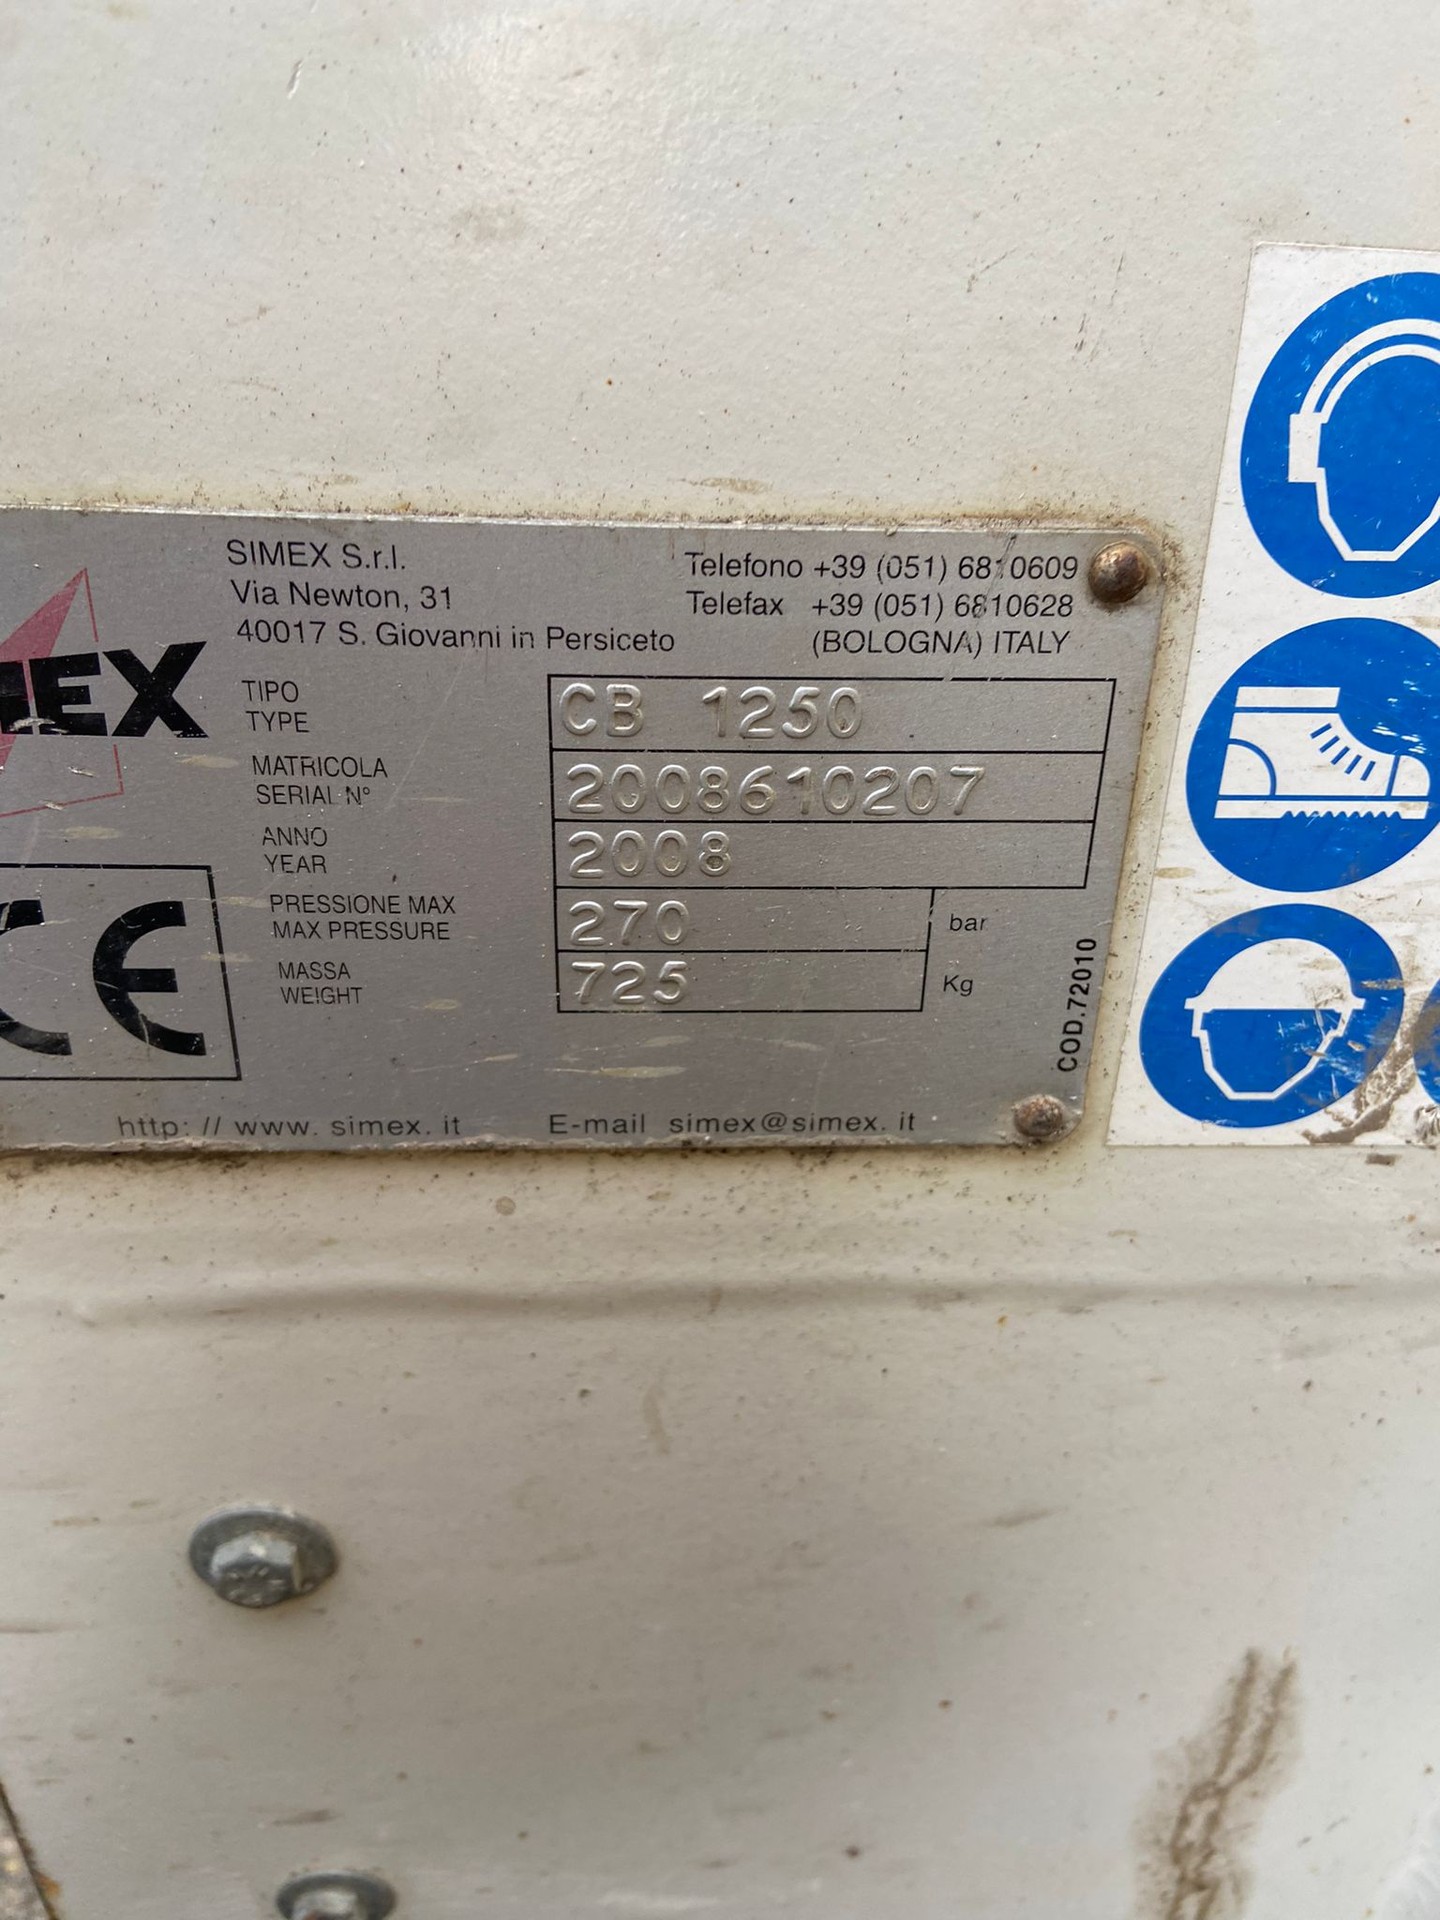 SIMEX S.r.l.
Via Newton, 31
40017 S. Giovanni in Persiceto
Telefono +39 (051) 6810609
Telefax +39 (051) 6810628
(BOLOGNA) ITALY
MEX
TIPO
TYPE
CB 1250
MATRICOLA
SERIAL N°
2008610207
ANNO
YEAR
2008
PRESSIONE MAX
MAX PRESSURE
270 bar
MASSA
WEIGHT
725 Kg
CE
COD.72010
http: // www. simex. it
E-mail simex@simex. it